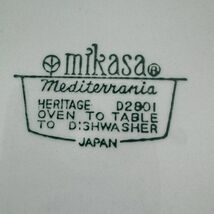 mikasa®
Mediterrania
HERITAGE D2801
OVEN TO TABLE
TO DISHWASHER
JAPAN